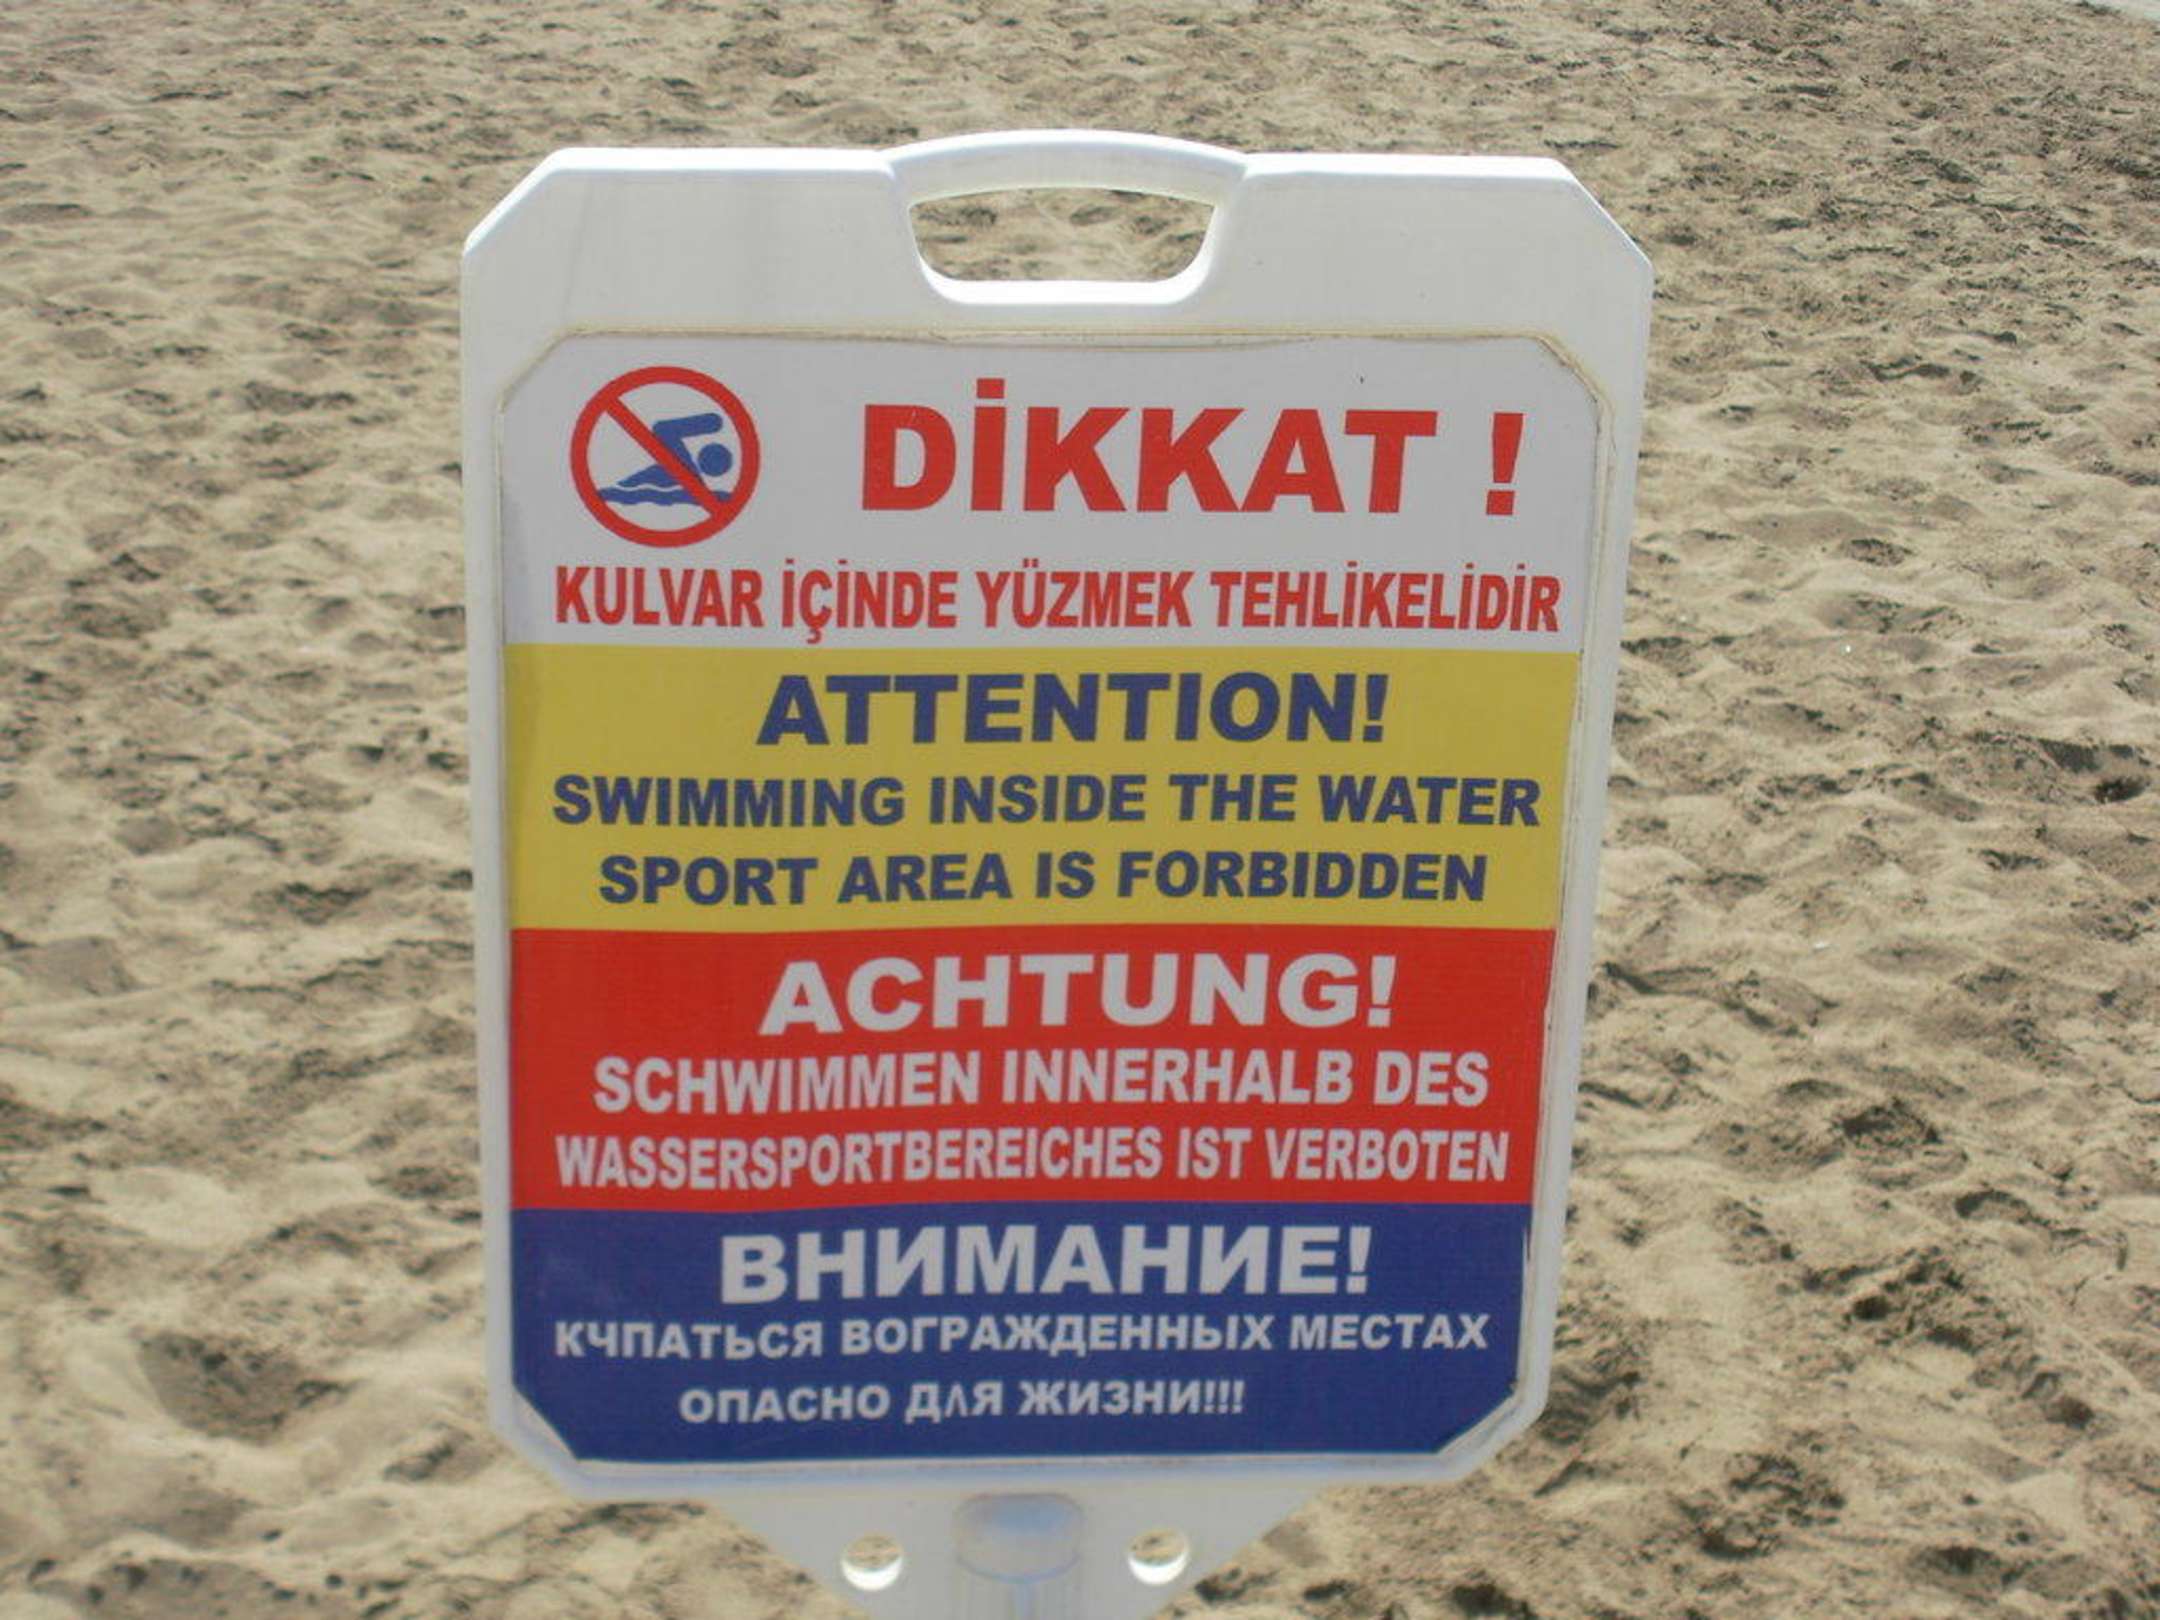 DİKKAT !
KULVAR İÇİNDE YÜZMEK TEHLİKELİDİR
ATTENTION!
SWIMMING INSIDE THE WATER
SPORT AREA IS FORBIDDEN
ACHTUNG!
SCHWIMMEN INNERHALB DES
WASSERSPORTBEREICHES IST VERBOTEN
ВНИМАНИЕ!
КЧПАТЬСЯ ВОГРАЖДЕННЫХ МЕСТАХ
ОПАСНО ДЛЯ ЖИЗНИ!!!